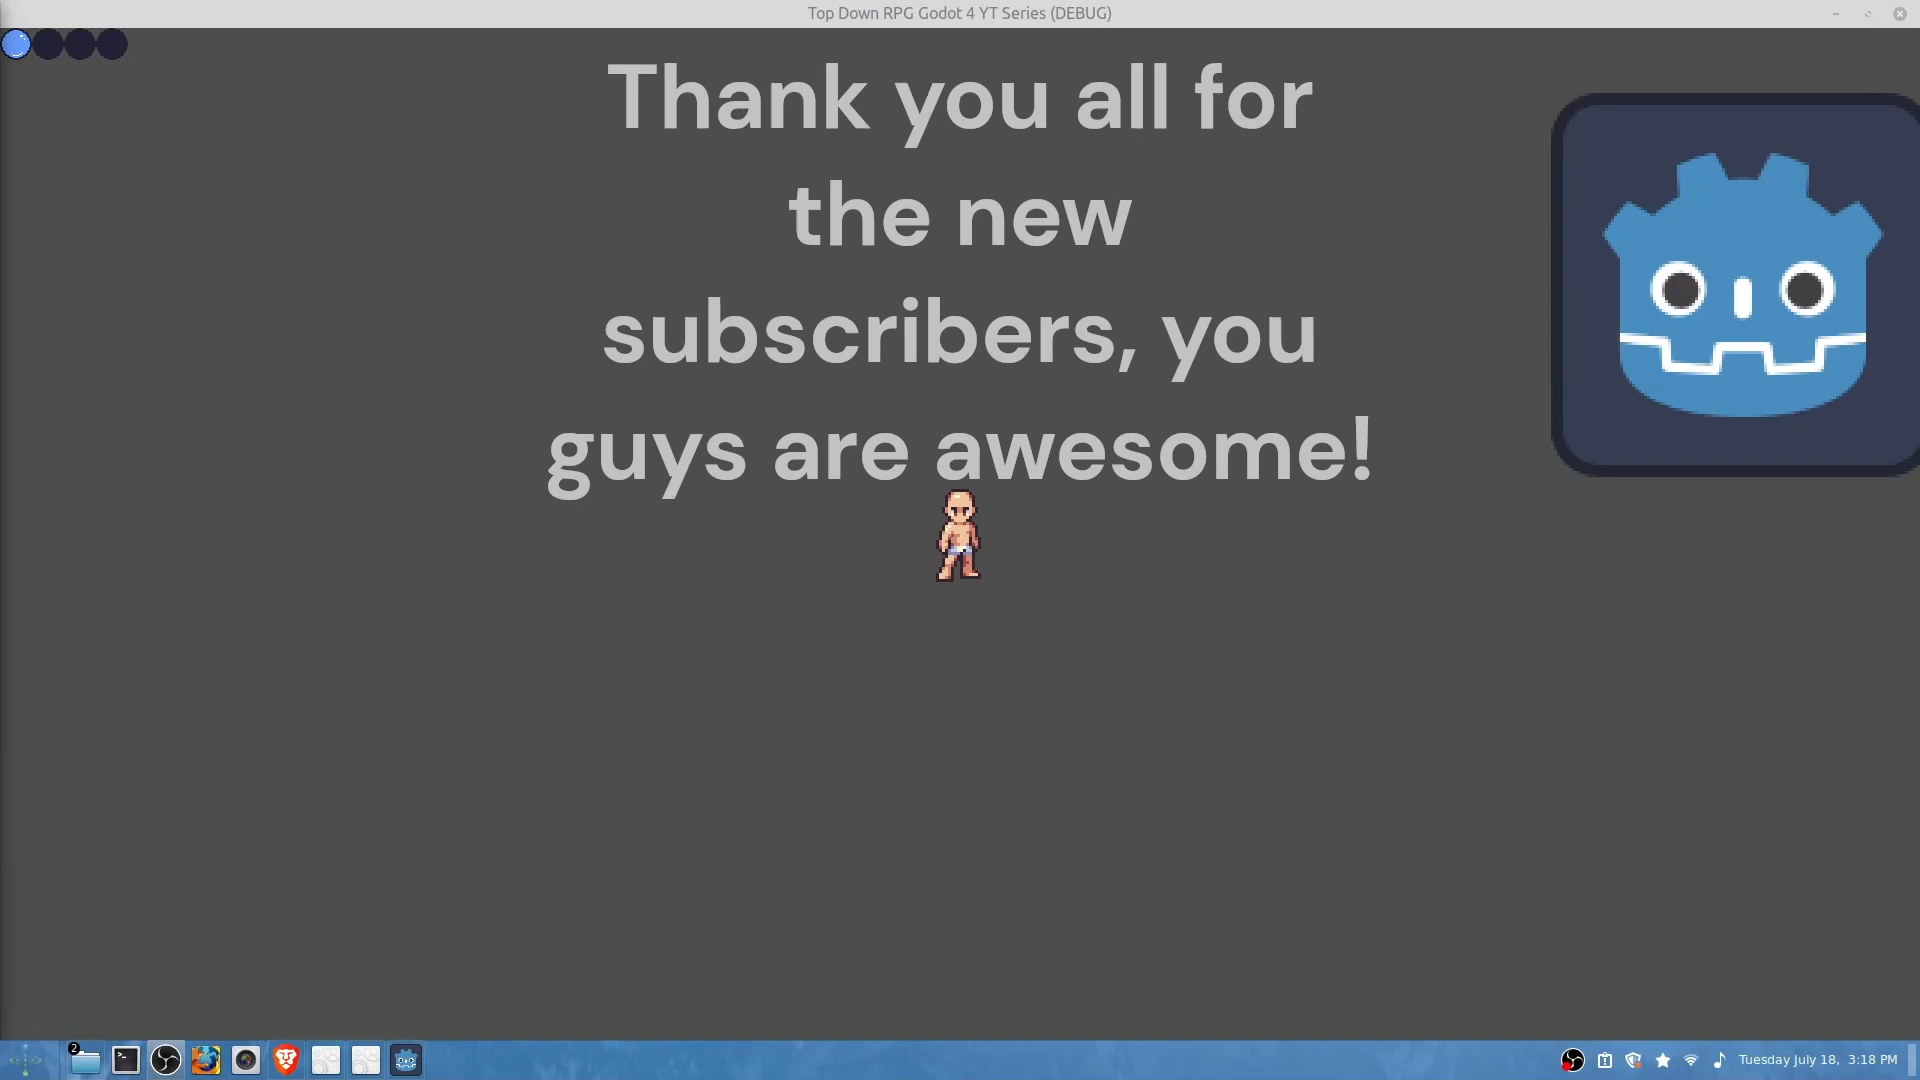 Top Down RPG Godot 4 YT Series (DEBUG)
Thank you all for
the new
subscribers, you
guys are awesome!
2
Tuesday July 18, 3:18 PM